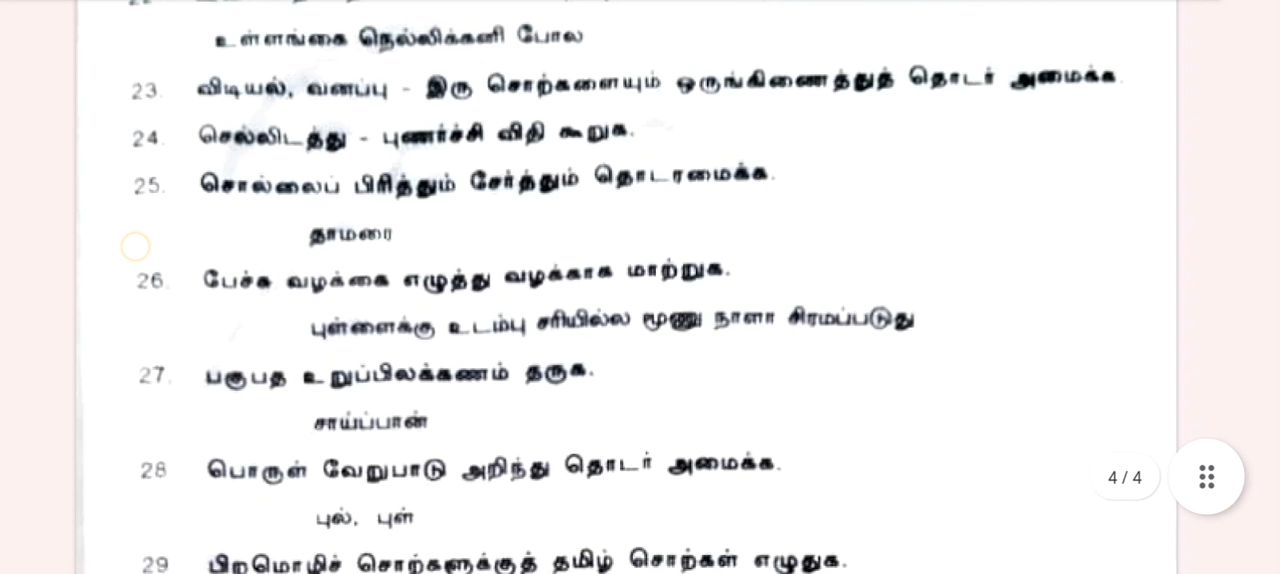 உள்ளங்கை நெல்லிக்கனி போல
23. விடியல், வனப்பு - இரு சொற்களையும் ஒருங்கிணைத்துத் தொடர் அமைக்க.
24. செல்லிடத்து - புணர்ச்சி விதி கூறுக.
25. சொல்லைப் பிரித்தும் சேர்த்தும் தொடரமைக்க.
தாமரை
26. பேச்சு வழக்கை எழுத்து வழக்காக மாற்றுக.
புள்ளைக்கு உடம்பு சரியில்ல மூணு நாளா சிரமப்படுது
27. பகுபத உறுப்பிலக்கணம் தருக.
சாய்ப்பான்
28 பொருள் வேறுபாடு அறிந்து தொடர் அமைக்க.
4 / 4
புல், புள்
29 பிறமொழிச் சொற்களுக்குத் தமிழ் சொற்கள் எழுதுக.